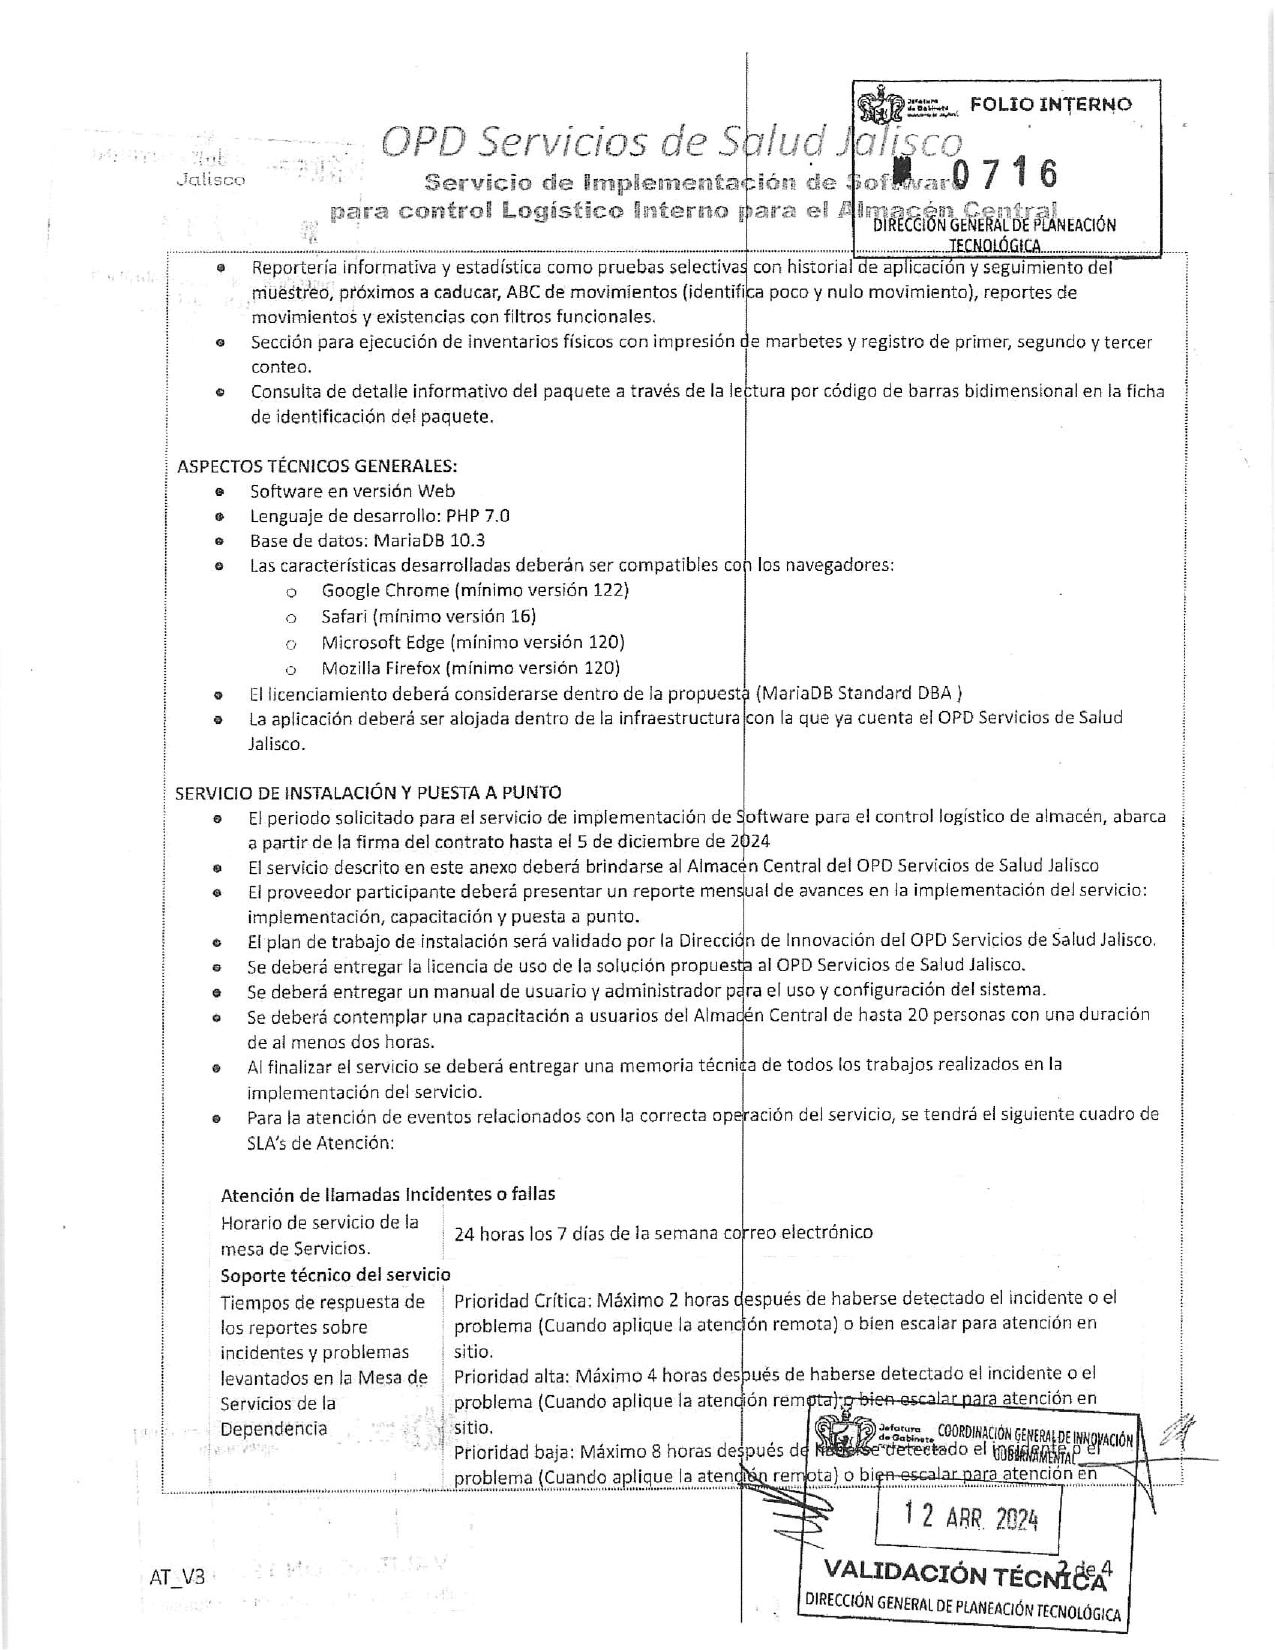 Jefatura de Gabinete FOLIO INTERNO
OPD Servicios de Salud Jalisco
0716
Jalisco
Servicio de Implementación de Software
para control Logístico Interno para el Almacén Central
DIRECCIÓN GENERAL DE PLANEACIÓN
TECNOLÓGICA
• Reportería informativa y estadística como pruebas selectivas con historial de aplicación y seguimiento del
muestreo, próximos a caducar, ABC de movimientos (identifica poco y nulo movimiento), reportes de
movimientos y existencias con filtros funcionales.
• Sección para ejecución de inventarios físicos con impresión de marbetes y registro de primer, segundo y tercer
conteo.
• Consulta de detalle informativo del paquete a través de la lectura por código de barras bidimensional en la ficha
de identificación del paquete.
ASPECTOS TÉCNICOS GENERALES:
• Software en versión Web
• Lenguaje de desarrollo: PHP 7.0
• Base de datos: MariaDB 10.3
• Las características desarrolladas deberán ser compatibles con los navegadores:
o Google Chrome (mínimo versión 122)
o Safari (mínimo versión 16)
o Microsoft Edge (mínimo versión 120)
o Mozilla Firefox (mínimo versión 120)
• El licenciamiento deberá considerarse dentro de la propuesta (MariaDB Standard DBA )
• La aplicación deberá ser alojada dentro de la infraestructura con la que ya cuenta el OPD Servicios de Salud
Jalisco.
SERVICIO DE INSTALACIÓN Y PUESTA A PUNTO
• El periodo solicitado para el servicio de implementación de Software para el control logístico de almacén, abarca
a partir de la firma del contrato hasta el 5 de diciembre de 2024
• El servicio descrito en este anexo deberá brindarse al Almacén Central del OPD Servicios de Salud Jalisco
• El proveedor participante deberá presentar un reporte mensual de avances en la implementación del servicio:
implementación, capacitación y puesta a punto.
• El plan de trabajo de instalación será validado por la Dirección de Innovación del OPD Servicios de Salud Jalisco.
• Se deberá entregar la licencia de uso de la solución propuesta al OPD Servicios de Salud Jalisco.
• Se deberá entregar un manual de usuario y administrador para el uso y configuración del sistema.
• Se deberá contemplar una capacitación a usuarios del Almacén Central de hasta 20 personas con una duración
de al menos dos horas.
• Al finalizar el servicio se deberá entregar una memoria técnica de todos los trabajos realizados en la
implementación del servicio.
• Para la atención de eventos relacionados con la correcta operación del servicio, se tendrá el siguiente cuadro de
SLA's de Atención:
Atención de llamadas Incidentes o fallas
Horario de servicio de la
mesa de Servicios.
24 horas los 7 días de la semana correo electrónico
Soporte técnico del servicio
Tiempos de respuesta de
los reportes sobre
incidentes y problemas
levantados en la Mesa de
Servicios de la
Dependencia
Prioridad Crítica: Máximo 2 horas después de haberse detectado el incidente o el
problema (Cuando aplique la atención remota) o bien escalar para atención en
sitio.
Prioridad alta: Máximo 4 horas después de haberse detectado el incidente o el
problema (Cuando aplique la atención remota) o bien escalar para atención en
sitio.
Prioridad baja: Máximo 8 horas después de haberse detectado el incidente o el
problema (Cuando aplique la atención remota) o bien escalar para atención en
Jefatura de Gabinete COORDINACIÓN GENERAL DE INNOVACIÓN
GUBERNAMENTAL
12 ABR. 2024
VALIDACIÓN TÉCNICA
DIRECCIÓN GENERAL DE PLANEACIÓN TECNOLÓGICA
AT_V3
2 de 4